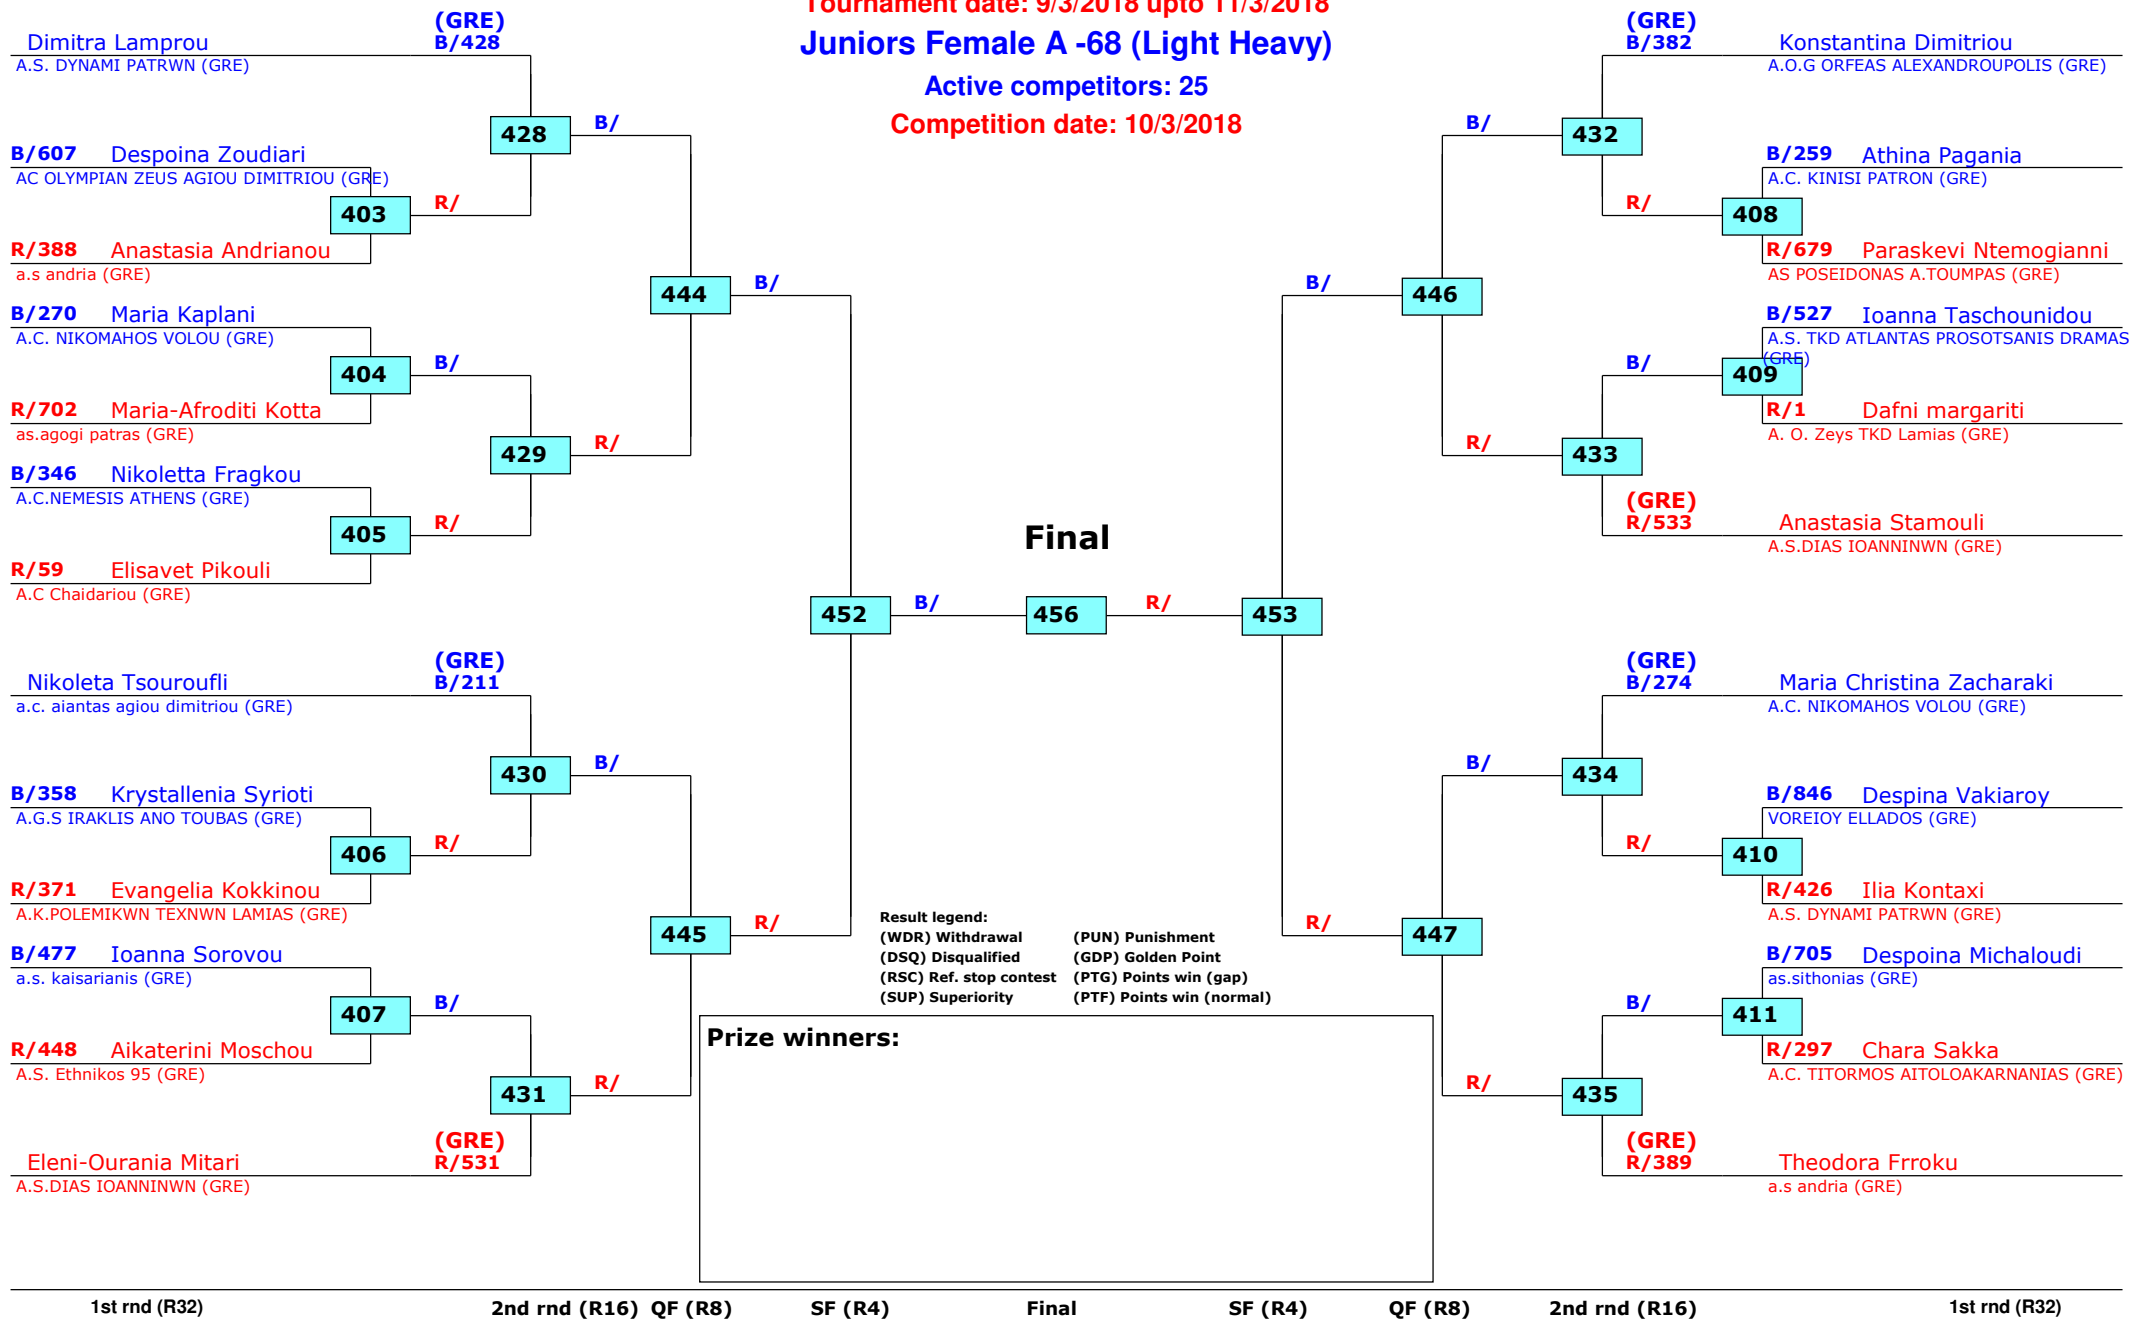 Tournament date: 9/3/2018 upto 11/3/2018
Juniors Female A -68 (Light Heavy)
Active competitors: 25
Competition date: 10/3/2018
Dimitra Lamprou
(GRE)
B/428
A.S. DYNAMI PATRWN (GRE)
428
B/
B/607 Despoina Zoudiari
AC OLYMPIAN ZEUS AGIOU DIMITRIOU (GRE)
403
R/
R/388 Anastasia Andrianou
a.s andria (GRE)
444
B/
B/270 Maria Kaplani
A.C. NIKOMAHOS VOLOU (GRE)
404
B/
R/702 Maria-Afroditi Kotta
as.agogi patras (GRE)
429
R/
B/346 Nikoletta Fragkou
A.C.NEMESIS ATHENS (GRE)
405
R/
R/59 Elisavet Pikouli
A.C Chaidariou (GRE)
452
B/
Final
456
R/
453
Nikoleta Tsouroufli
(GRE)
B/211
a.c. aiantas agiou dimitriou (GRE)
430
B/
B/358 Krystallenia Syrioti
A.G.S IRAKLIS ANO TOUBAS (GRE)
406
R/
R/371 Evangelia Kokkinou
A.K.POLEMIKWN TEXNWN LAMIAS (GRE)
445
R/
B/477 Ioanna Sorovou
a.s. kaisarianis (GRE)
407
B/
R/448 Aikaterini Moschou
A.S. Ethnikos 95 (GRE)
431
R/
Eleni-Ourania Mitari
(GRE)
R/531
A.S.DIAS IOANNINWN (GRE)
(GRE)
B/382
Konstantina Dimitriou
A.O.G ORFEAS ALEXANDROUPOLIS (GRE)
B/
432
B/259 Athina Pagania
A.C. KINISI PATRON (GRE)
R/
408
R/679 Paraskevi Ntemogianni
AS POSEIDONAS A.TOUMPAS (GRE)
B/
446
B/527 Ioanna Taschounidou
A.S. TKD ATLANTAS PROSOTSANIS DRAMAS
(GRE)
B/
409
R/1 Dafni margariti
A. O. Zeys TKD Lamias (GRE)
R/
433
(GRE)
R/533
Anastasia Stamouli
A.S.DIAS IOANNINWN (GRE)
(GRE)
B/274
Maria Christina Zacharaki
A.C. NIKOMAHOS VOLOU (GRE)
B/
434
B/846 Despina Vakiaroy
VOREIOY ELLADOS (GRE)
R/
410
R/426 Ilia Kontaxi
A.S. DYNAMI PATRWN (GRE)
R/
447
B/705 Despoina Michaloudi
as.sithonias (GRE)
B/
411
R/297 Chara Sakka
A.C. TITORMOS AITOLOAKARNANIAS (GRE)
R/
435
(GRE)
R/389
Theodora Frroku
a.s andria (GRE)
Result legend:
(WDR) Withdrawal (PUN) Punishment
(DSQ) Disqualified (GDP) Golden Point
(RSC) Ref. stop contest (PTG) Points win (gap)
(SUP) Superiority (PTF) Points win (normal)
Prize winners:
1st rnd (R32) 2nd rnd (R16) QF (R8) SF (R4) Final SF (R4) QF (R8) 2nd rnd (R16) 1st rnd (R32)